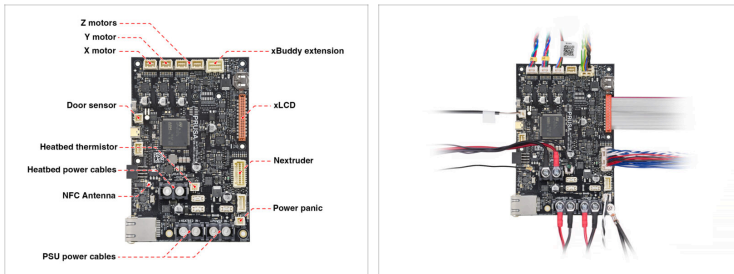 Z motors
Y motor
X motor
xBuddy extension
Door sensor
xLCD
Heatbed thermistor
Heatbed power cables
Nextruder
NFC Antenna
Power panic
PSU power cables